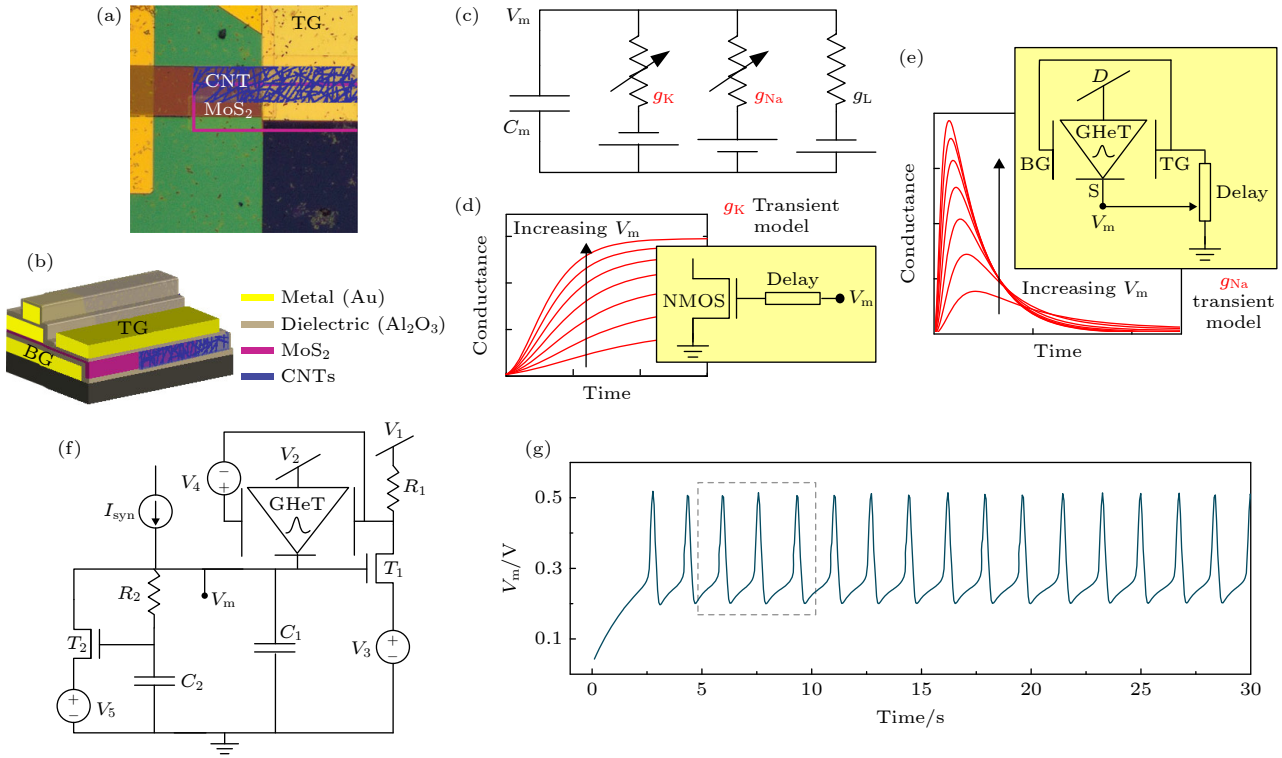 (a)
TG
CNT
MoS2
(b)
TG
BG
Metal (Au)
Dielectric (Al2O3)
MoS2
CNTs
(c)
Vm
Cm
gK
gNa
gL
(d)
gK Transient
model
Increasing Vm
Conductance
Time
NMOS
Delay
Vm
(e)
D
GHeT
BG
TG
S
Delay
Vm
Conductance
Increasing Vm
Time
gNa
transient
model
(f)
V1
V2
V4
−
+
GHeT
R1
Isyn
T1
R2
Vm
T2
C1
V3
+
−
C2
+
−
V5
(g)
Vm/V
0.5
0.3
0.1
0
5
10
15
20
25
30
Time/s